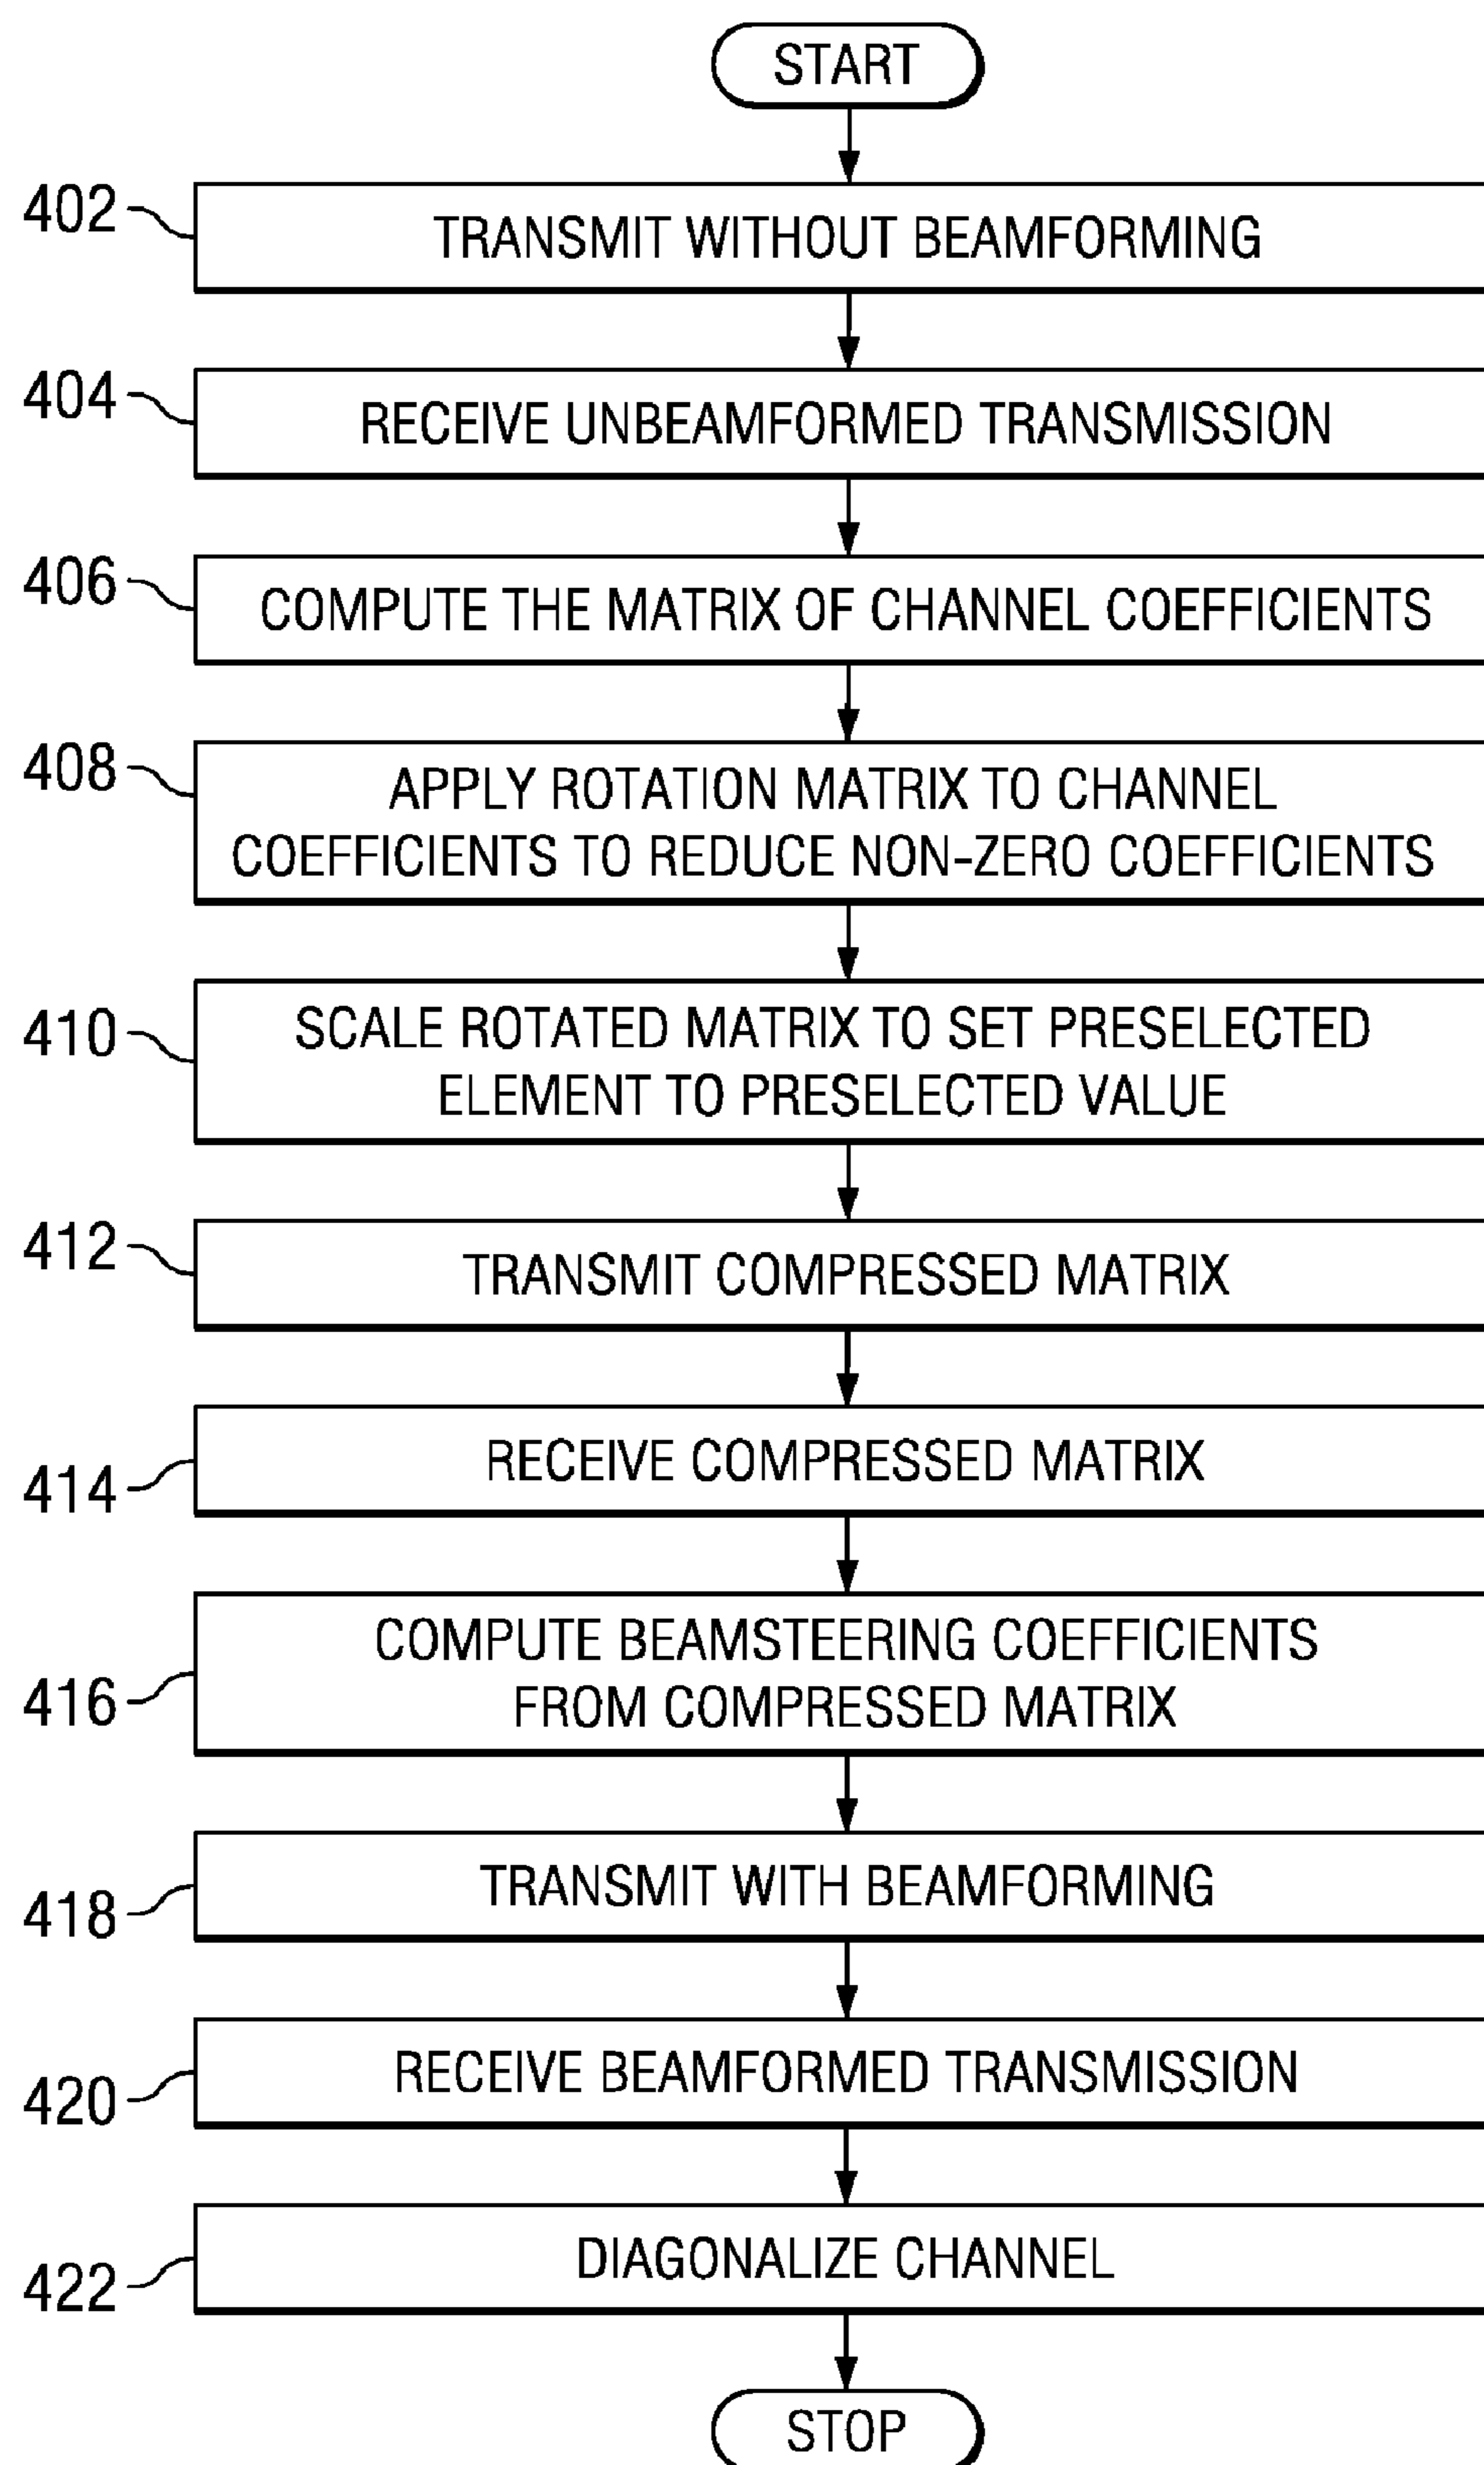 START
402
TRANSMIT WITHOUT BEAMFORMING
404
RECEIVE UNBEAMFORMED TRANSMISSION
406
COMPUTE THE MATRIX OF CHANNEL COEFFICIENTS
408
APPLY ROTATION MATRIX TO CHANNEL
COEFFICIENTS TO REDUCE NON-ZERO COEFFICIENTS
410
SCALE ROTATED MATRIX TO SET PRESELECTED
ELEMENT TO PRESELECTED VALUE
412
TRANSMIT COMPRESSED MATRIX
414
RECEIVE COMPRESSED MATRIX
416
COMPUTE BEAMSTEERING COEFFICIENTS
FROM COMPRESSED MATRIX
418
TRANSMIT WITH BEAMFORMING
420
RECEIVE BEAMFORMED TRANSMISSION
422
DIAGONALIZE CHANNEL
STOP